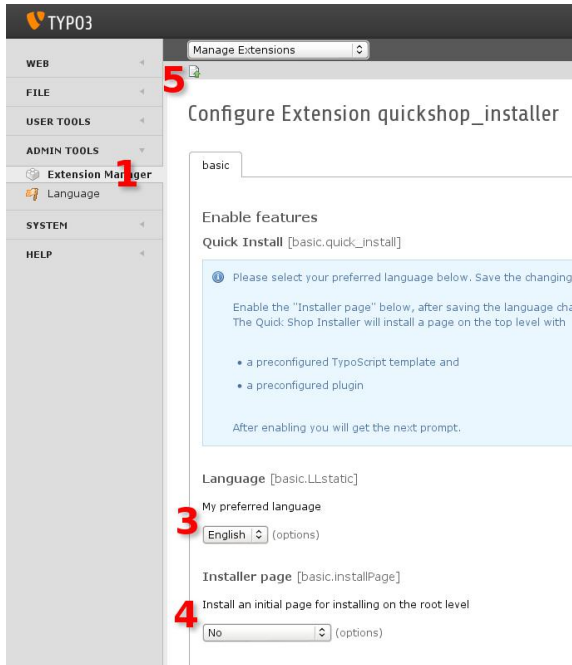 TYPO3
Manage Extensions
WEB
5
FILE
Configure Extension quickshop_installer
USER TOOLS
ADMIN TOOLS
1
Extension Manager
basic
Language
SYSTEM
Enable features
Quick Install [basic.quick_install]
HELP
Please select your preferred language below. Save the changing
Enable the "Installer page" below, after saving the language cha
The Quick Shop Installer will install a page on the top level with
• a preconfigured TypoScript template and
• a preconfigured plugin
After enabling you will get the next prompt.
Language [basic.LLstatic]
My preferred language
3
English (options)
Installer page [basic.installPage]
Install an initial page for installing on the root level
4
No (options)